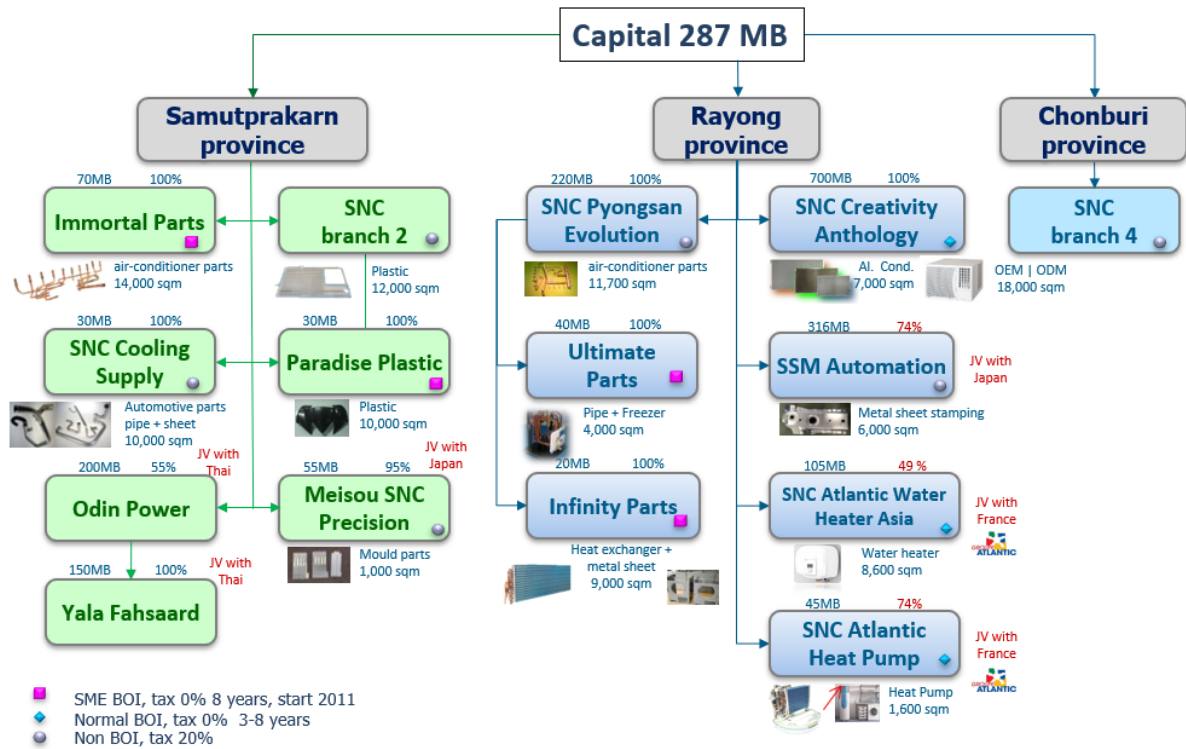 Capital 287 MB
Samutprakarn
province
Rayong
province
Chonburi
province
70MB 100%
Immortal Parts
air-conditioner parts
14,000 sqm
SNC
branch 2
Plastic
12,000 sqm
30MB 100%
SNC Cooling
Supply
Automotive parts
pipe + sheet
10,000 sqm
30MB 100%
Paradise Plastic
Plastic
10,000 sqm
200MB 55%
JV with
Thai
Odin Power
55MB 95%
JV with
Japan
Meisou SNC
Precision
Mould parts
1,000 sqm
150MB 100%
JV with
Thai
Yala Fahsaard
220MB 100%
SNC Pyongsan
Evolution
air-conditioner parts
11,700 sqm
700MB 100%
SNC Creativity
Anthology
Al. Cond.
7,000 sqm
OEM | ODM
18,000 sqm
SNC
branch 4
40MB 100%
Ultimate
Parts
Pipe + Freezer
4,000 sqm
316MB 74%
SSM Automation
JV with
Japan
Metal sheet stamping
6,000 sqm
20MB 100%
Infinity Parts
Heat exchanger +
metal sheet
9,000 sqm
105MB 49 %
SNC Atlantic Water
Heater Asia
JV with
France
GROUPE
ATLANTIC
Water heater
8,600 sqm
45MB 74%
SNC Atlantic
Heat Pump
JV with
France
GROUPE
ATLANTIC
Heat Pump
1,600 sqm
SME BOI, tax 0% 8 years, start 2011
Normal BOI, tax 0% 3-8 years
Non BOI, tax 20%